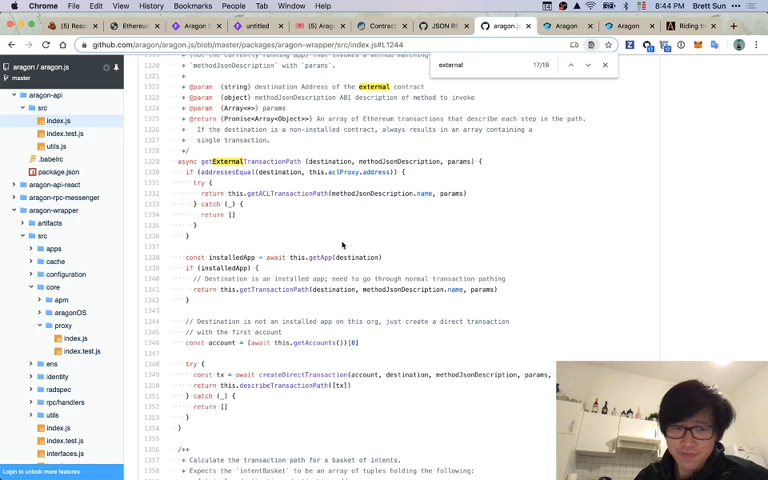 Chrome File Edit View History Bookmarks People Tab Window Help
8:44 PM Brett Sun
Ethereum
Aragon
untitled
Contract
JSON R
aragon.js
Aragon
Aragon
Riding th
github.com/aragon/aragon.js/blob/master/packages/aragon-wrapper/src/index.js#L1244
external 17/19
aragon / aragon.js
master
aragon-api
src
index.js
index.test.js
utils.js
.babelrc
package.json
aragon-api-react
aragon-rpc-messenger
aragon-wrapper
artifacts
src
apps
cache
configuration
core
apm
aragonOS
proxy
index.js
index.test.js
ens
identity
radspec
rpc/handlers
utils
index.js
index.test.js
interfaces.js
Login to unlock more features
1320 * `methodJsonDescription` with `params`.
1321 *
1322 * @param {string} destination Address of the external contract
1323 * @param {object} methodJsonDescription ABI description of method to invoke
1324 * @param {Array<*>} params
1325 * @return {Promise<Array<Object>>} An array of Ethereum transactions that describe each step in the path.
1326 * If the destination is a non-installed contract, always results in an array containing a
1327 * single transaction.
1328 */
1329 async getExternalTransactionPath (destination, methodJsonDescription, params) {
1330 if (addressesEqual(destination, this.aclProxy.address)) {
1331 try {
1332 return this.getACLTransactionPath(methodJsonDescription.name, params)
1333 } catch (_) {
1334 return []
1335 }
1336 }
1337
1338 const installedApp = await this.getApp(destination)
1339 if (installedApp) {
1340 // Destination is an installed app; need to go through normal transaction pathing
1341 return this.getTransactionPath(destination, methodJsonDescription.name, params)
1342 }
1343
1344 // Destination is not an installed app on this org, just create a direct transaction
1345 // with the first account
1346 const account = (await this.getAccounts())[0]
1347
1348 try {
1349 const tx = await createDirectTransaction(account, destination, methodJsonDescription, params,
1350 return this.describeTransactionPath([tx])
1351 } catch (_) {
1352 return []
1353 }
1354 }
1355
1356 /**
1357 * Calculate the transaction path for a basket of intents.
1358 * Expects the `intentBasket` to be an array of tuples holding the following: